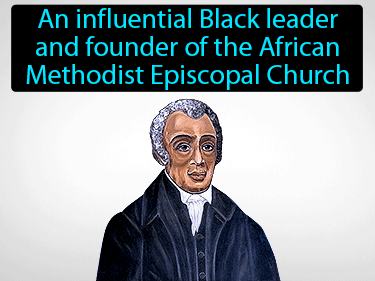 An influential Black leader
and founder of the African
Methodist Episcopal Church